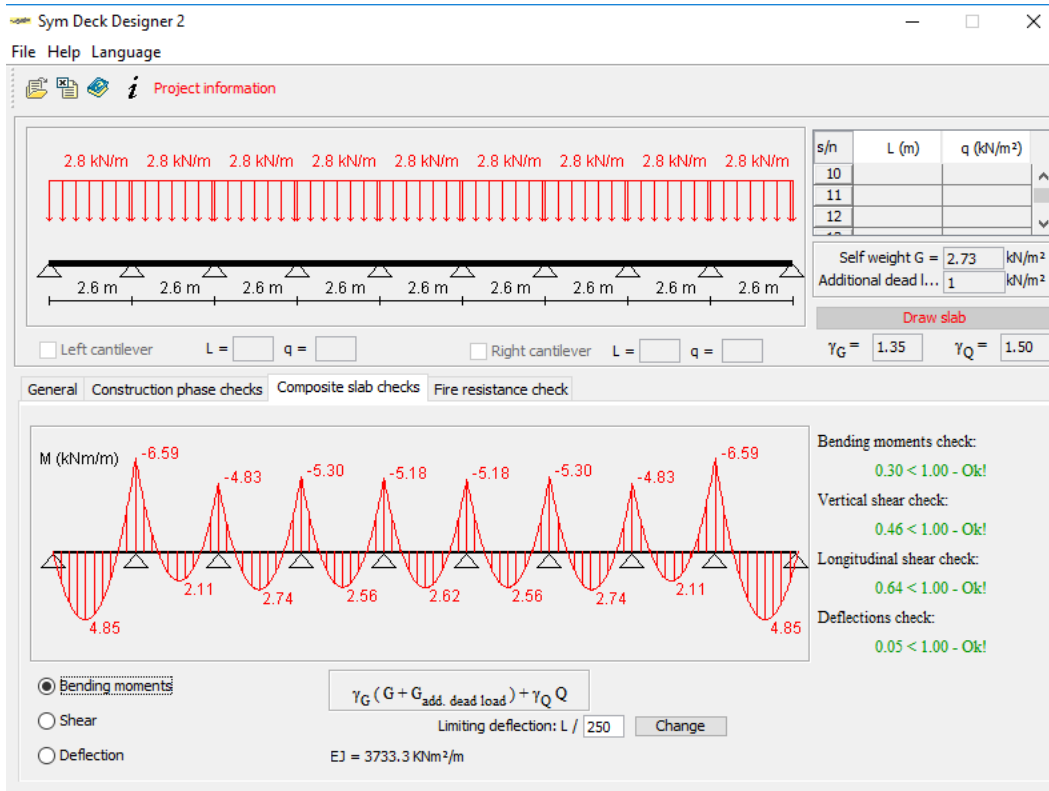 Sym Deck Designer 2
File Help Language
i Project information
2.8 kN/m 2.8 kN/m 2.8 kN/m 2.8 kN/m 2.8 kN/m 2.8 kN/m 2.8 kN/m 2.8 kN/m 2.8 kN/m
2.6 m 2.6 m 2.6 m 2.6 m 2.6 m 2.6 m 2.6 m 2.6 m 2.6 m
Left cantilever L = q = Right cantilever L = q =
s/n L (m) q (kN/m²)
10
11
12
Self weight G = 2.73 kN/m²
Additional dead l... 1 kN/m²
Draw slab
γG = 1.35 γQ = 1.50
General Construction phase checks Composite slab checks Fire resistance check
M (kNm/m)
-6.59 -4.83 -5.30 -5.18 -5.18 -5.30 -4.83 -6.59
4.85 2.11 2.74 2.56 2.62 2.56 2.74 2.11 4.85
Bending moments check:
0.30 < 1.00 - Ok!
Vertical shear check:
0.46 < 1.00 - Ok!
Longitudinal shear check:
0.64 < 1.00 - Ok!
Deflections check:
0.05 < 1.00 - Ok!
Bending moments
Shear
Deflection
γG ( G + Gadd. dead load ) + γQ Q
Limiting deflection: L / 250 Change
EJ = 3733.3 KNm²/m